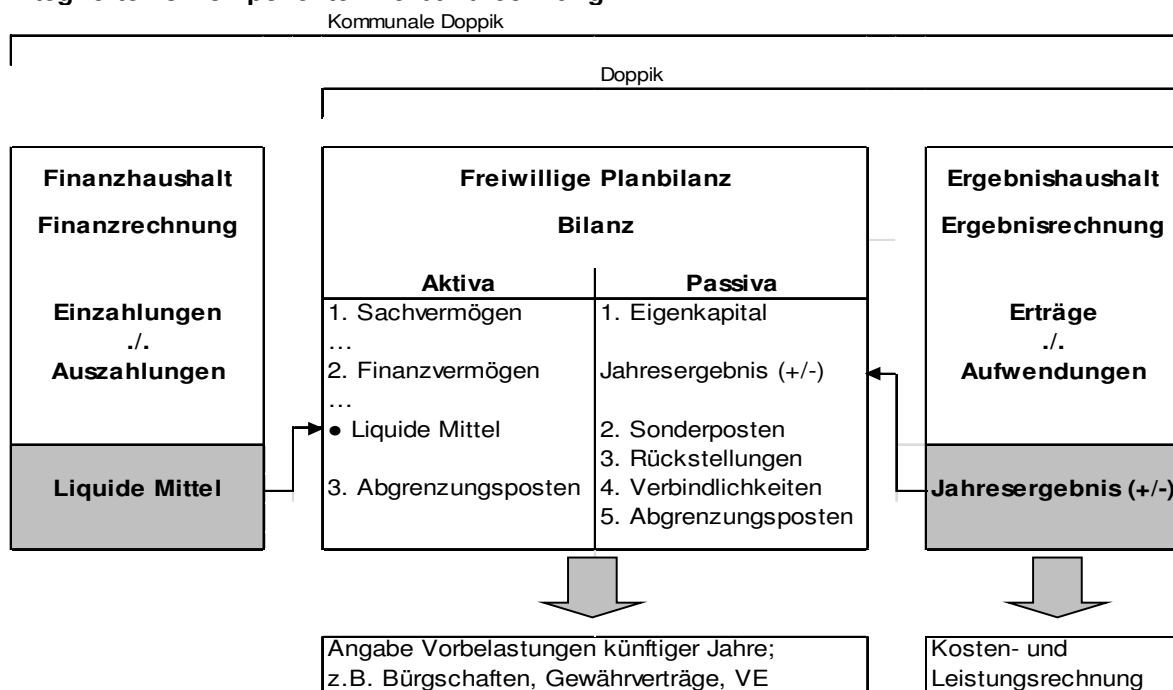 Kommunale Doppik
Doppik
Finanzhaushalt
Finanzrechnung
Einzahlungen
./.
Auszahlungen
Liquide Mittel
Freiwillige Planbilanz
Bilanz
Aktiva
1. Sachvermögen
...
2. Finanzvermögen
...
● Liquide Mittel
3. Abgrenzungsposten
Passiva
1. Eigenkapital
Jahresergebnis (+/-)
2. Sonderposten
3. Rückstellungen
4. Verbindlichkeiten
5. Abgrenzungsposten
Ergebnishaushalt
Ergebnisrechnung
Erträge
./.
Aufwendungen
Jahresergebnis (+/-)
Angabe Vorbelastungen künftiger Jahre;
z.B. Bürgschaften, Gewährverträge, VE
Kosten- und
Leistungsrechnung